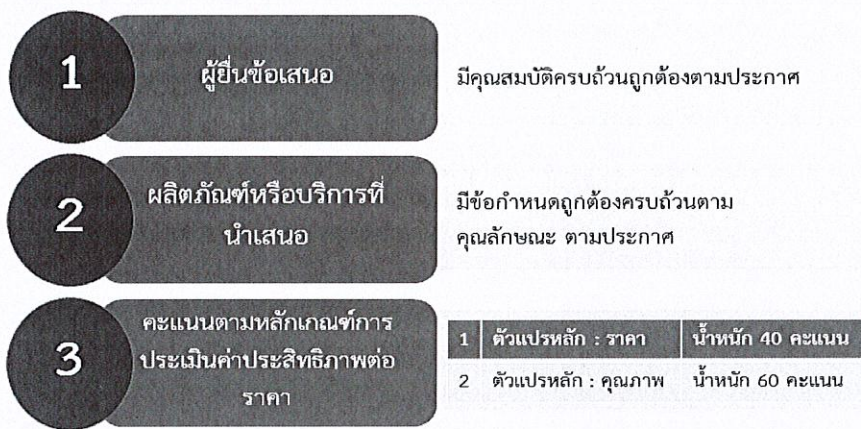 1
ผู้ยื่นข้อเสนอ
มีคุณสมบัติครบถ้วนถูกต้องตามประกาศ
2
ผลิตภัณฑ์หรือบริการที่
นำเสนอ
มีข้อกำหนดถูกต้องครบถ้วนตาม
คุณลักษณะ ตามประกาศ
3
คะแนนตามหลักเกณฑ์การ
ประเมินค่าประสิทธิภาพต่อ
ราคา
1 ตัวแปรหลัก : ราคา น้ำหนัก 40 คะแนน
2 ตัวแปรหลัก : คุณภาพ น้ำหนัก 60 คะแนน